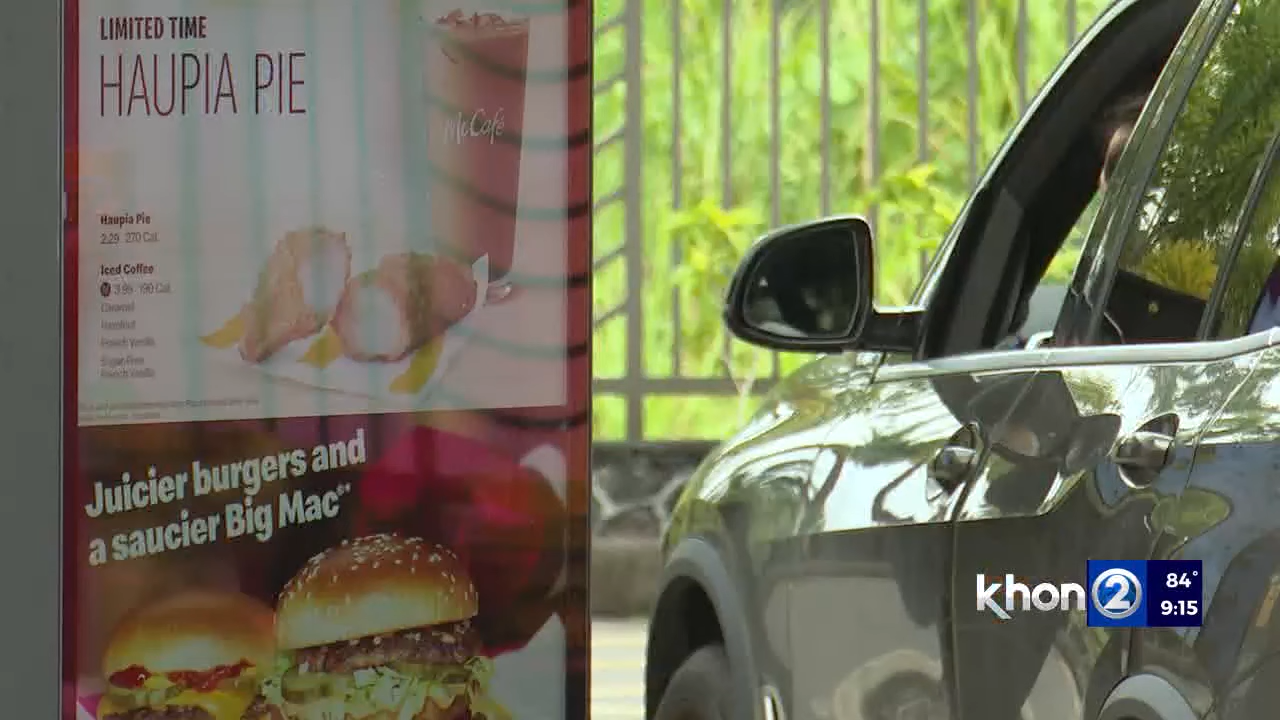 LIMITED TIME
HAUPIA PIE
McCafé
Haupia Pie
2.29 270 Cal.
Iced Coffee
M 3.99 190 Cal.
Caramel
Hazelnut
French Vanilla
Sugar Free
French Vanilla
Juicier burgers and
a saucier Big Mac
khon 2
84°
9:15